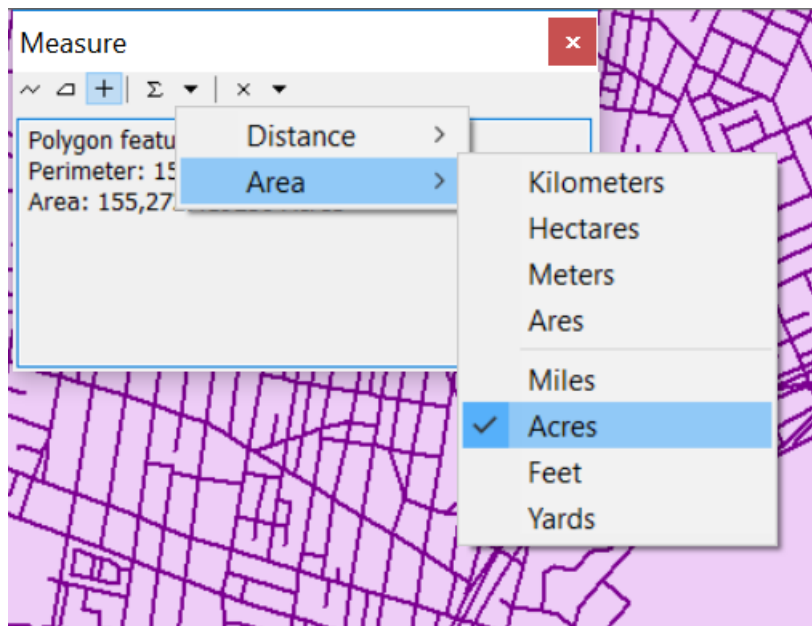 Measure
Polygon featu
Perimeter: 15
Area: 155,27
Distance
Area
Kilometers
Hectares
Meters
Ares
Miles
Acres
Feet
Yards